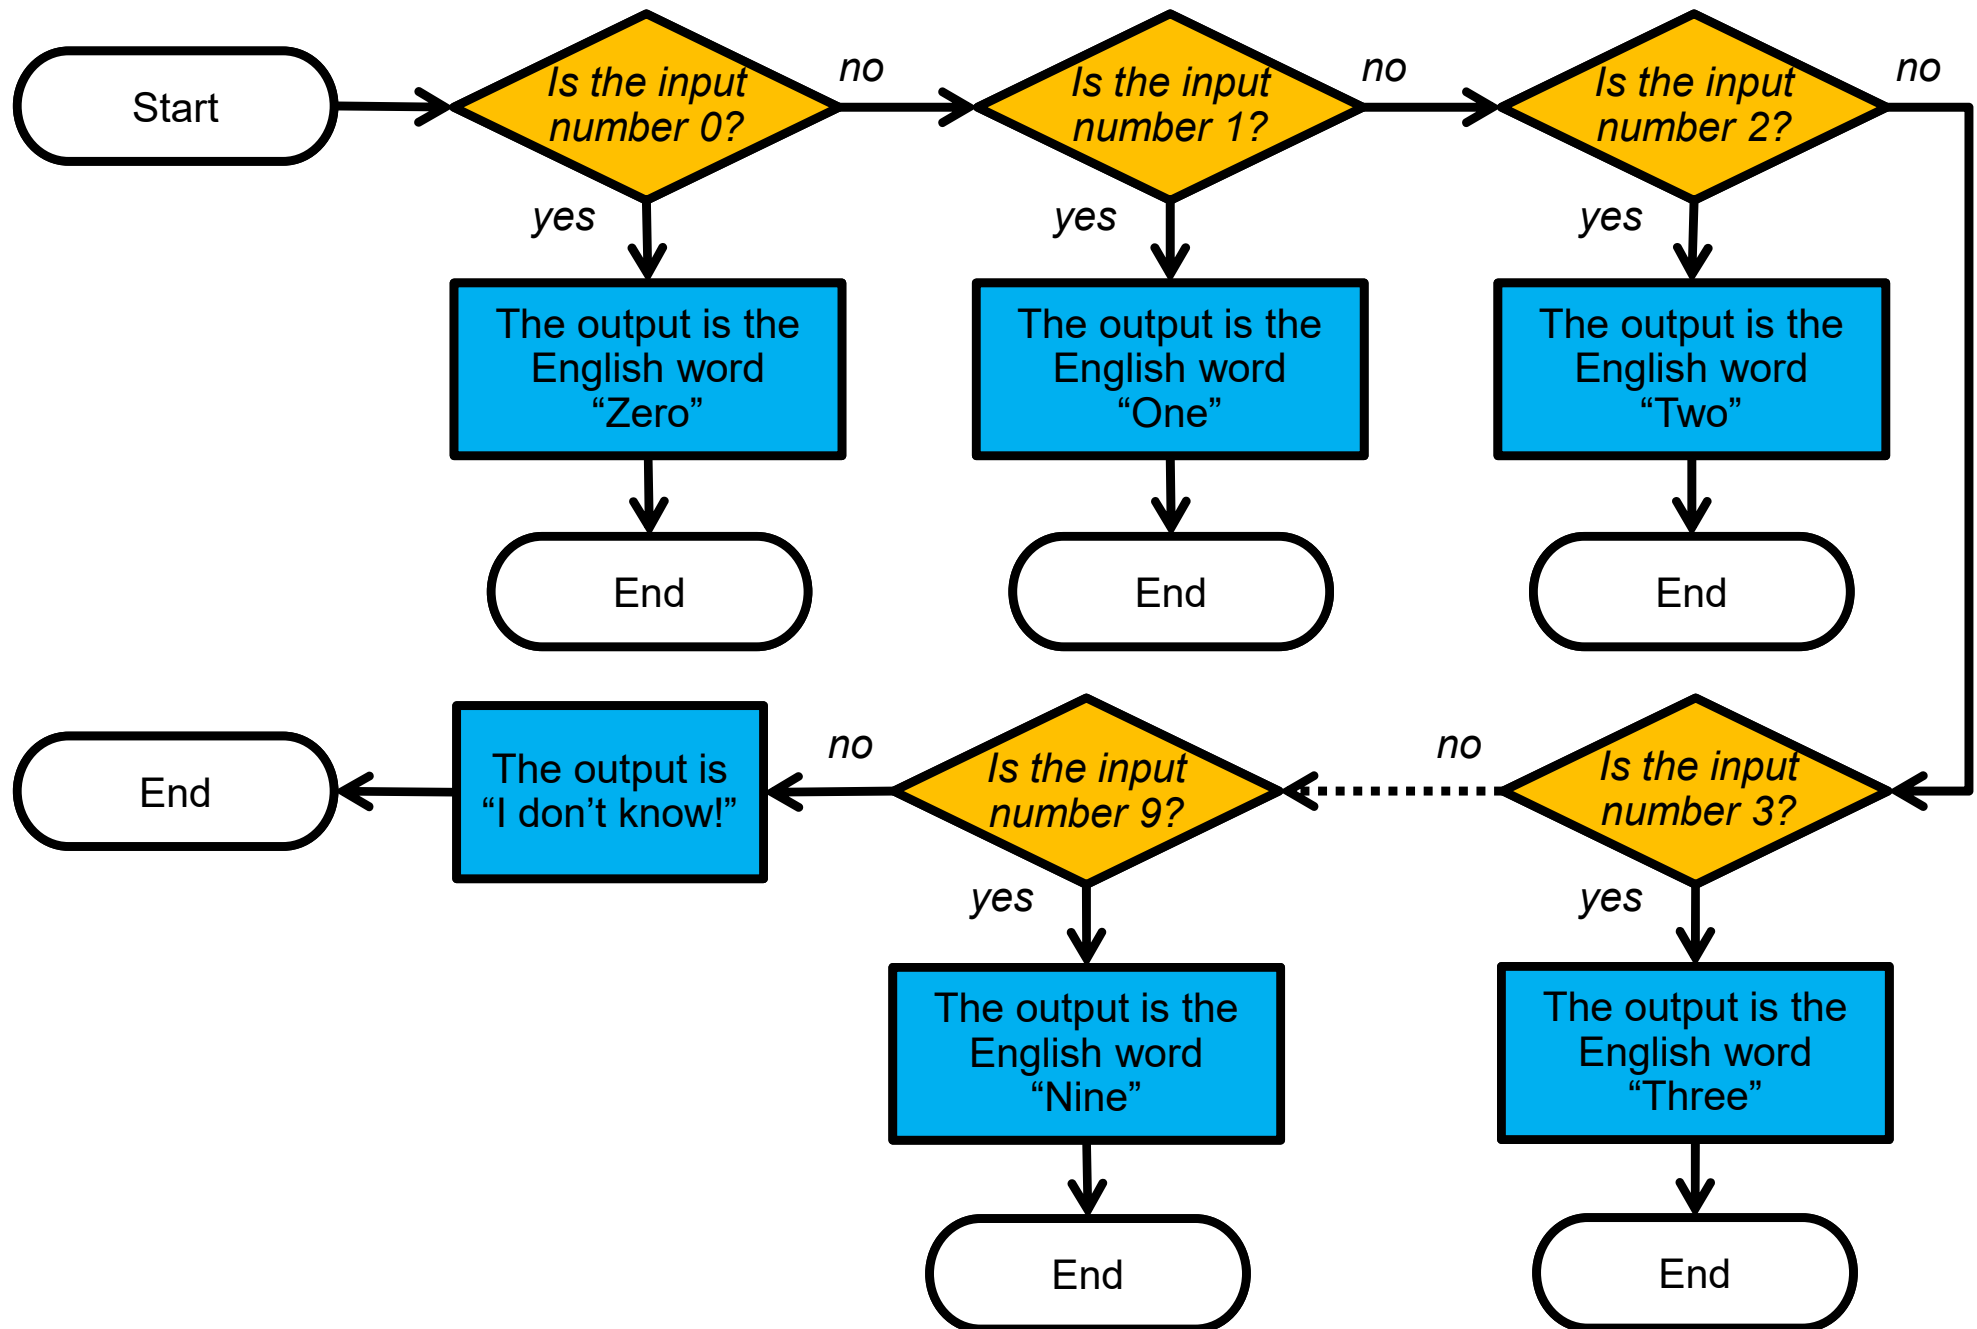 Start
Is the input
number 0?
no
Is the input
number 1?
no
Is the input
number 2?
no
yes
yes
yes
The output is the
English word
“Zero”
The output is the
English word
“One”
The output is the
English word
“Two”
End
End
End
Is the input
number 3?
no
Is the input
number 9?
no
The output is
“I don’t know!”
End
yes
yes
The output is the
English word
“Nine”
The output is the
English word
“Three”
End
End